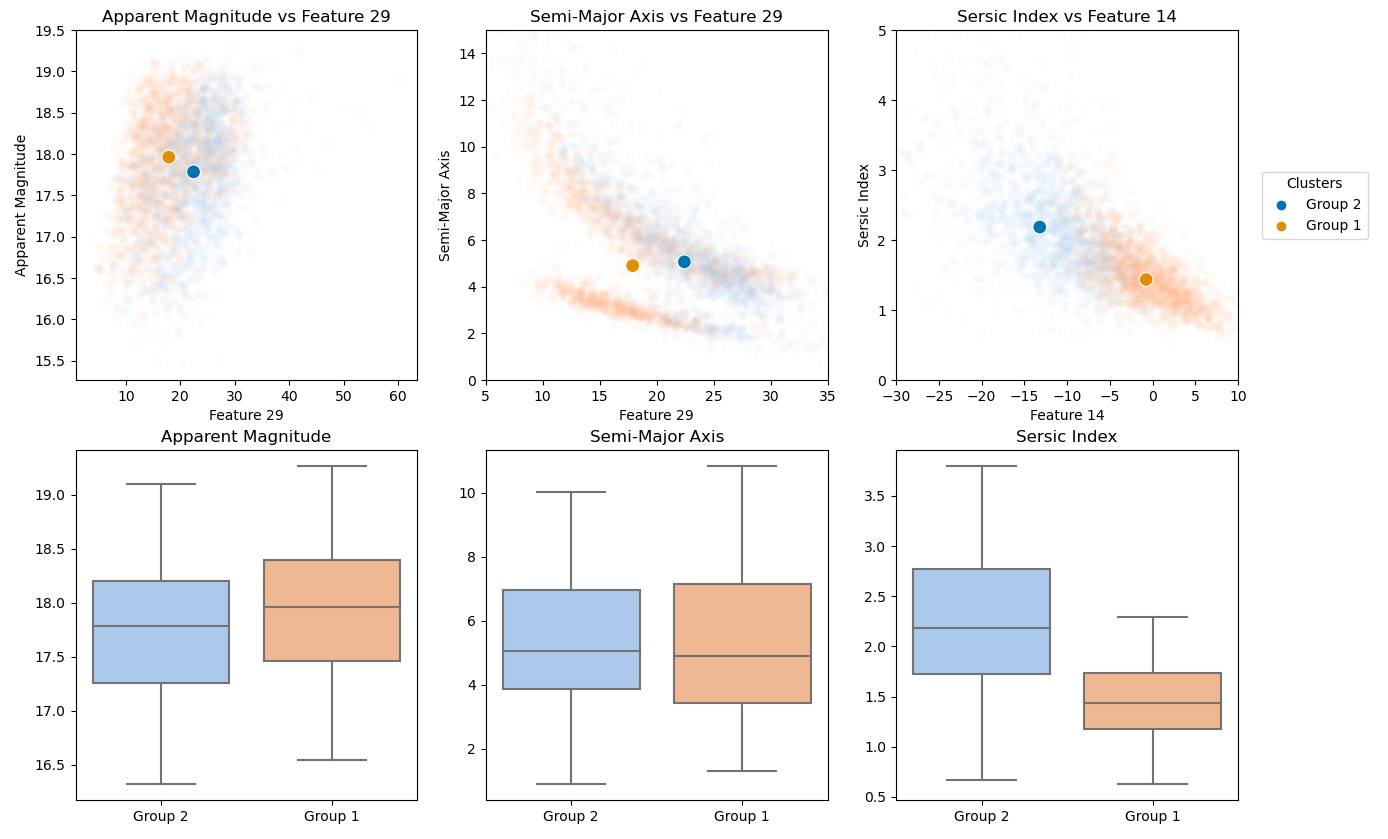 Apparent Magnitude vs Feature 29
Semi-Major Axis vs Feature 29
Sersic Index vs Feature 14
19.5
19.0
18.5
18.0
17.5
17.0
16.5
16.0
15.5
Apparent Magnitude
10 20 30 40 50 60
Feature 29
14
12
10
8
6
4
2
0
Semi-Major Axis
5 10 15 20 25 30 35
Feature 29
5
4
3
2
1
0
Sersic Index
−30 −25 −20 −15 −10 −5 0 5 10
Feature 14
Clusters
Group 2
Group 1
Apparent Magnitude
19.0
18.5
18.0
17.5
17.0
16.5
Group 2 Group 1
Semi-Major Axis
10
8
6
4
2
Group 2 Group 1
Sersic Index
3.5
3.0
2.5
2.0
1.5
1.0
0.5
Group 2 Group 1